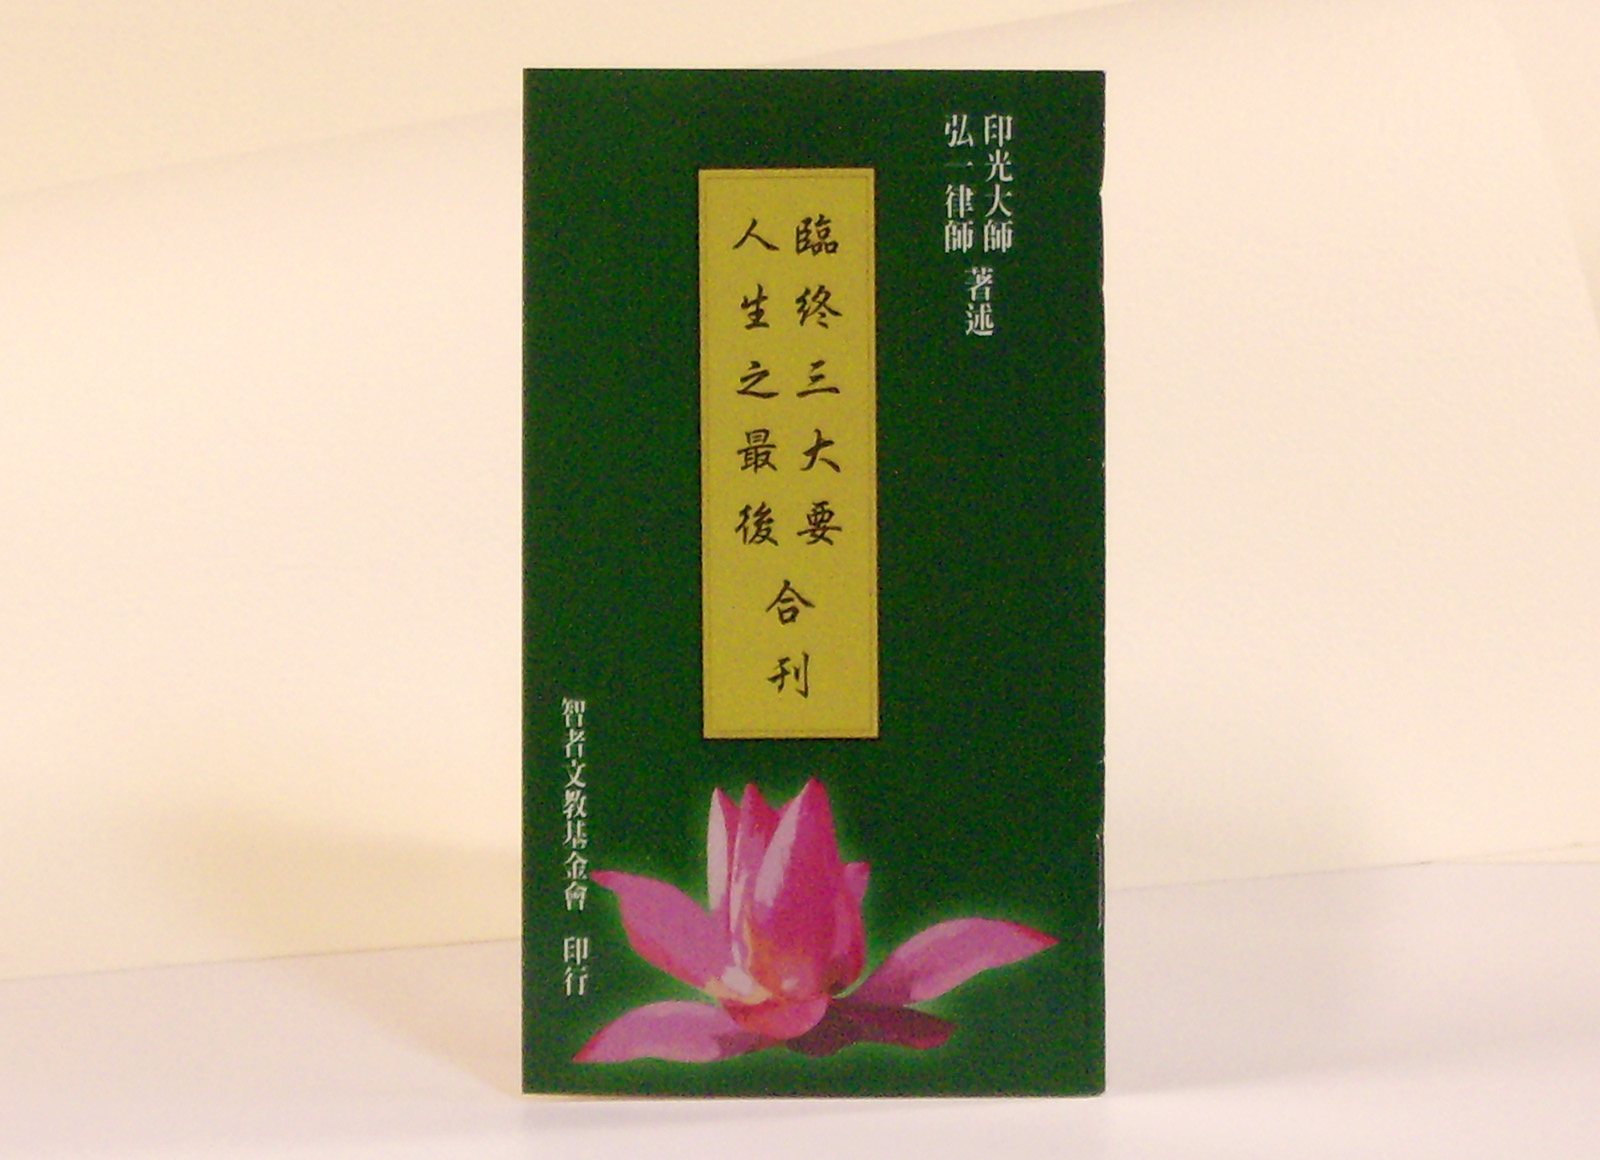 印光大師
弘一律師
著述
臨終三大要
人生之最後
合刊
智者文教基金會 印行